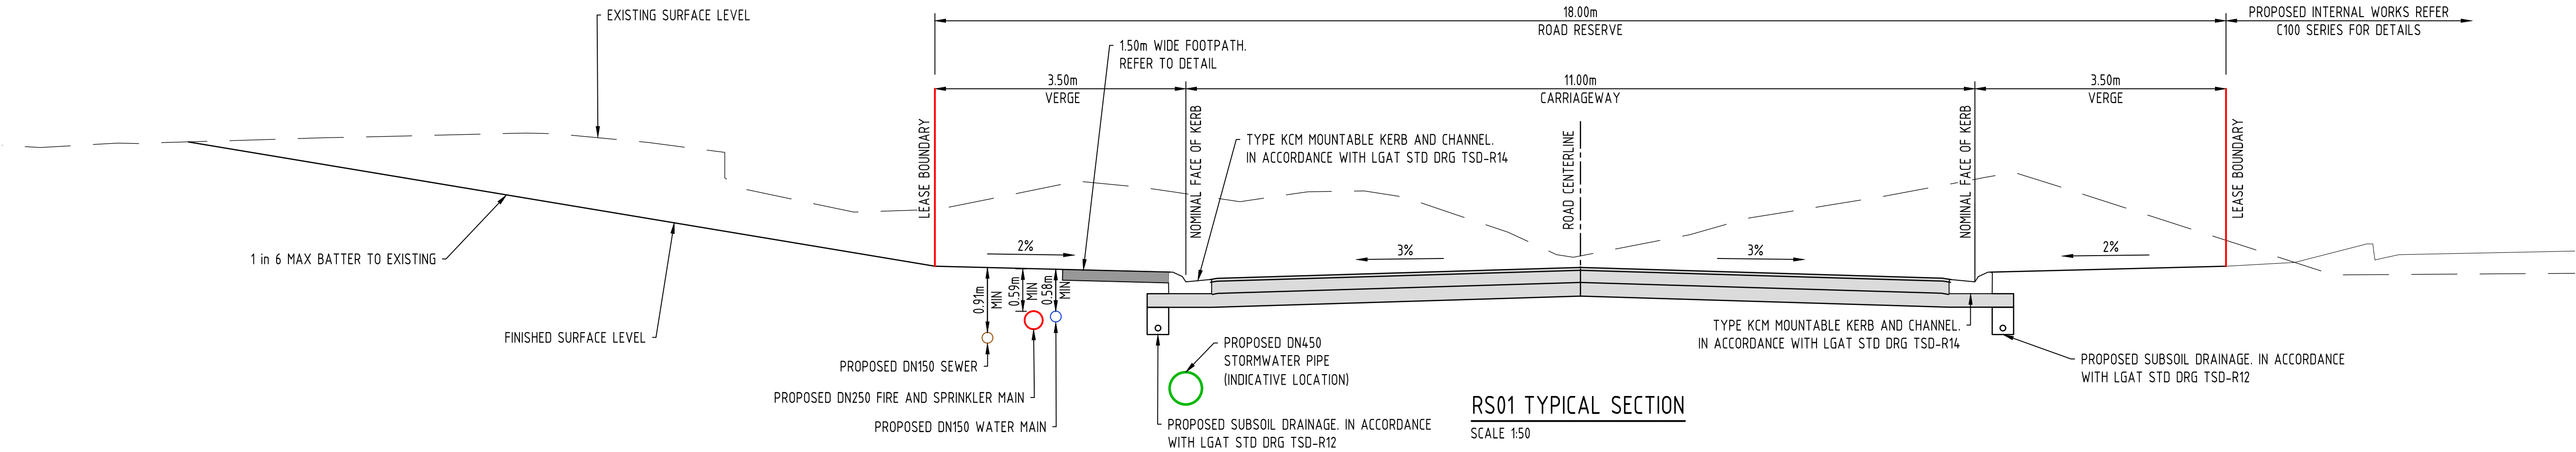 EXISTING SURFACE LEVEL
18.00m
ROAD RESERVE
PROPOSED INTERNAL WORKS REFER
C100 SERIES FOR DETAILS
1.50m WIDE FOOTPATH.
REFER TO DETAIL
3.50m
VERGE
11.00m
CARRIAGEWAY
3.50m
VERGE
LEASE BOUNDARY
NOMINAL FACE OF KERB
TYPE KCM MOUNTABLE KERB AND CHANNEL.
IN ACCORDANCE WITH LGAT STD DRG TSD-R14
ROAD CENTERLINE
NOMINAL FACE OF KERB
LEASE BOUNDARY
2%
3%
3%
2%
1 in 6 MAX BATTER TO EXISTING
0.91m
MIN
0.59m
MIN
0.58m
MIN
FINISHED SURFACE LEVEL
TYPE KCM MOUNTABLE KERB AND CHANNEL.
IN ACCORDANCE WITH LGAT STD DRG TSD-R14
PROPOSED DN450
STORMWATER PIPE
(INDICATIVE LOCATION)
PROPOSED SUBSOIL DRAINAGE. IN ACCORDANCE
WITH LGAT STD DRG TSD-R12
PROPOSED DN150 SEWER
PROPOSED DN250 FIRE AND SPRINKLER MAIN
PROPOSED DN150 WATER MAIN
PROPOSED SUBSOIL DRAINAGE. IN ACCORDANCE
WITH LGAT STD DRG TSD-R12
RS01 TYPICAL SECTION
SCALE 1:50